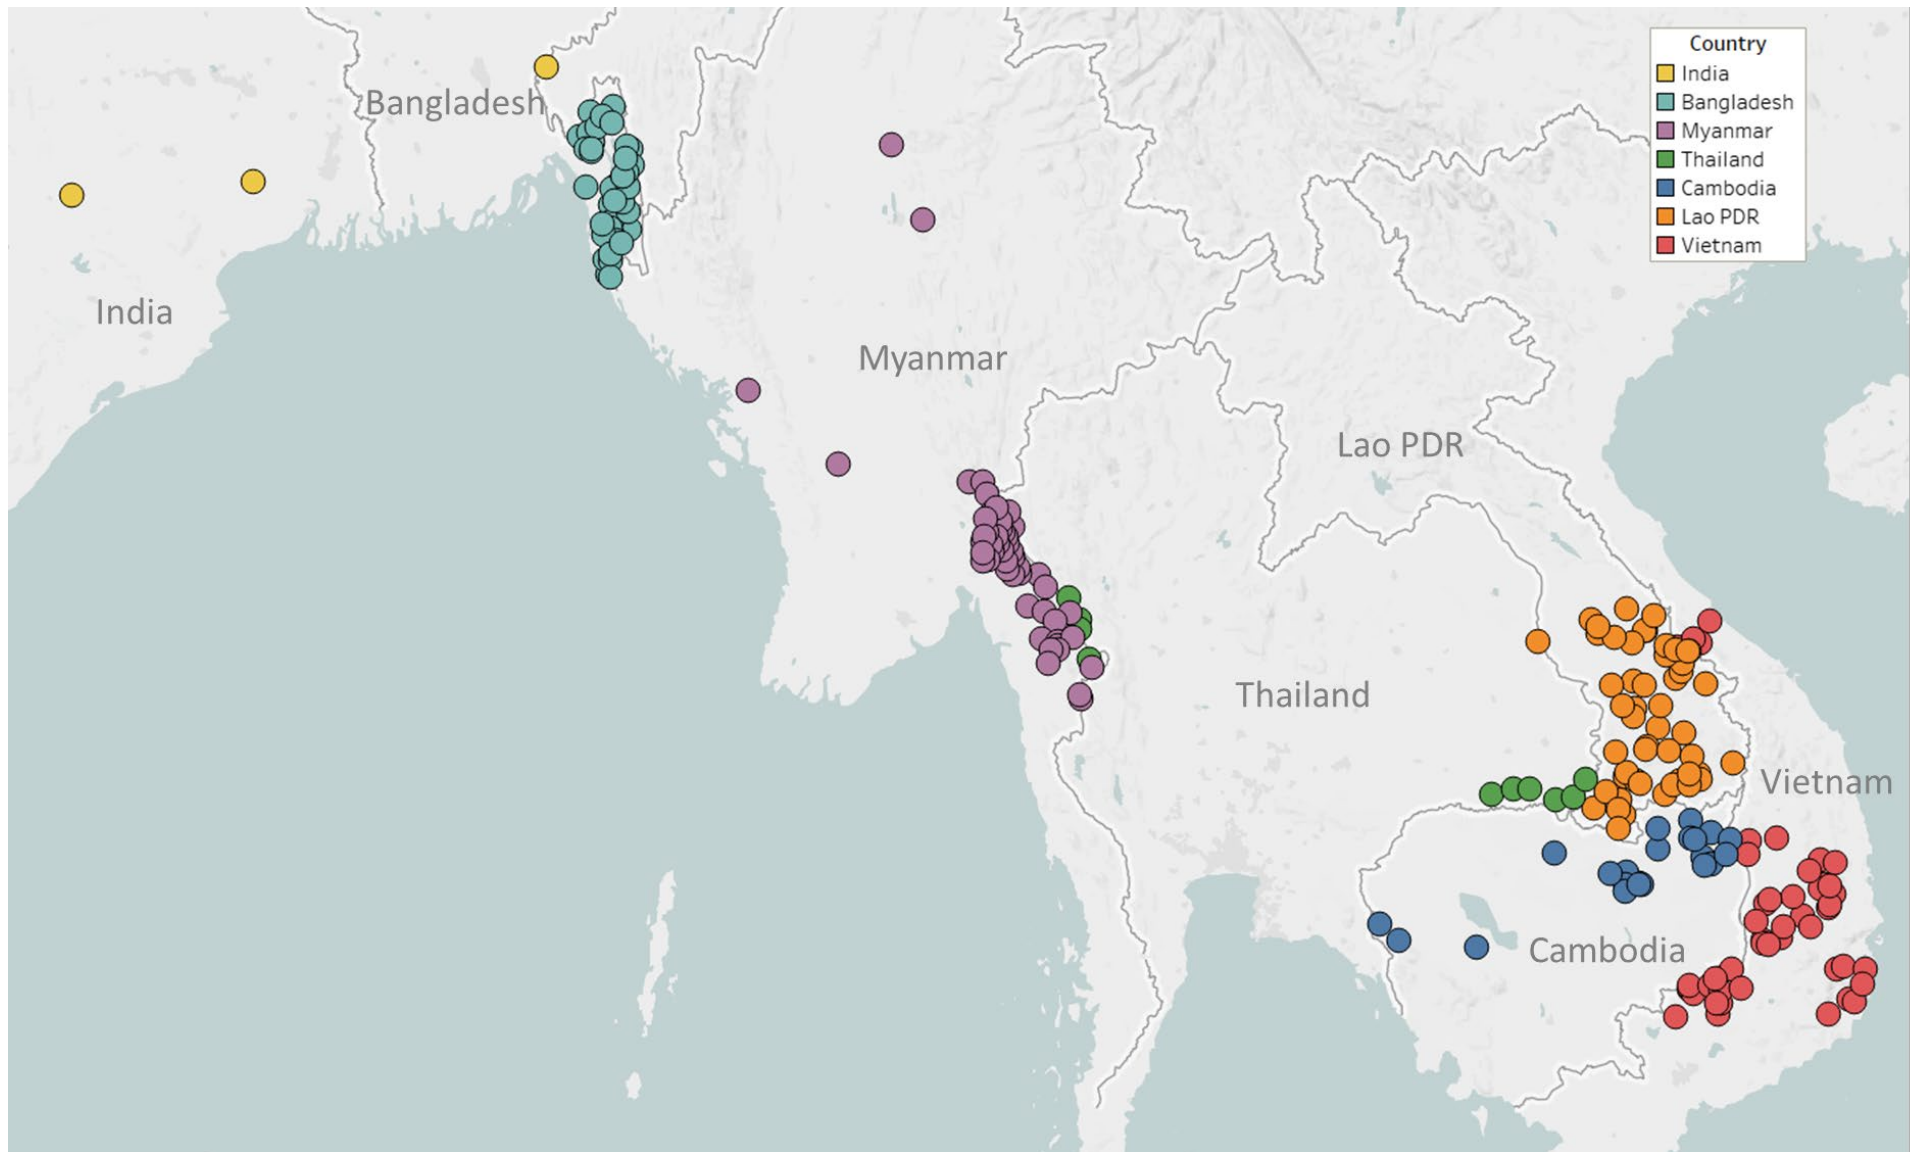 Country
India
Bangladesh
Myanmar
Thailand
Cambodia
Lao PDR
Vietnam
Bangladesh
India
Myanmar
Lao PDR
Thailand
Vietnam
Cambodia